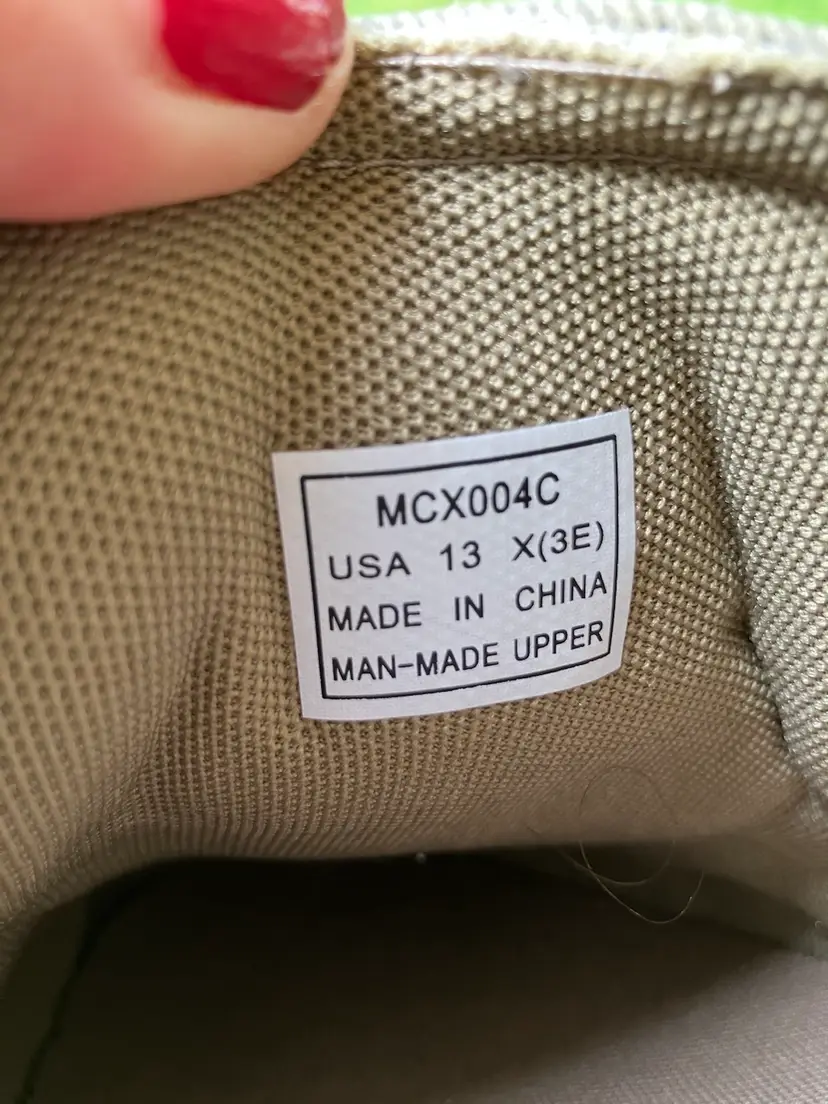 MCX004C
USA 13 X(3E)
MADE IN CHINA
MAN-MADE UPPER